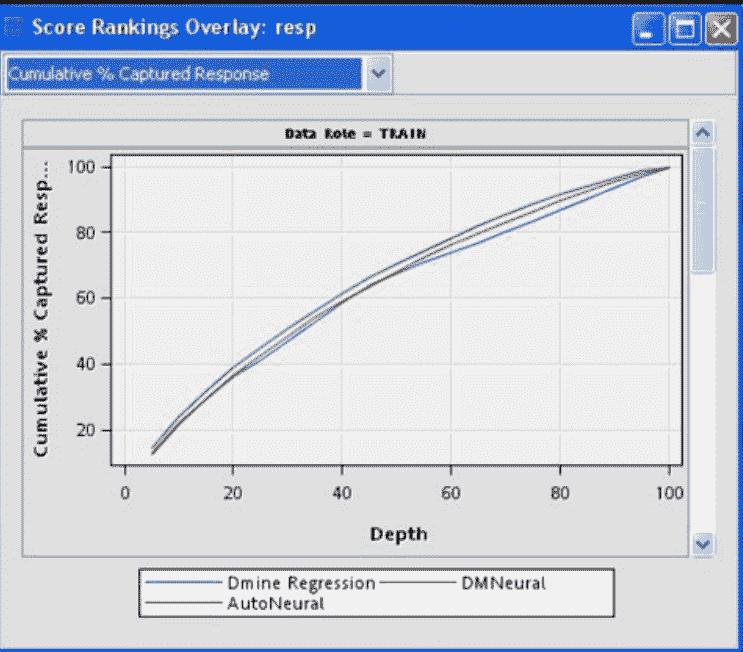 Score Rankings Overlay: resp
Cumulative % Captured Response
Data Role = TRAIN
Cumulative % Captured Resp...
100
80
60
40
20
0 20 40 60 80 100
Depth
Dmine Regression DMNeural
AutoNeural